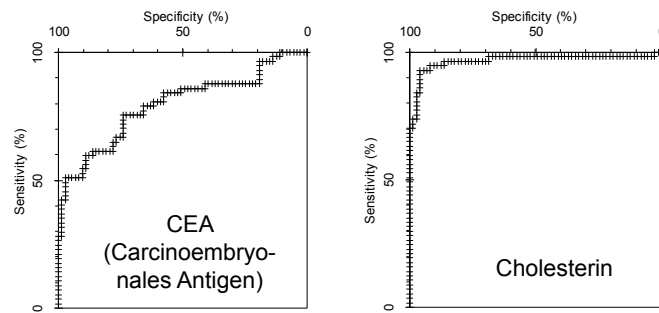 Specificity (%)
100 50 0
100
50
0
Sensitivity (%)
CEA
(Carcinoembryo-
nales Antigen)
Specificity (%)
100 50 0
100
50
0
Sensitivity (%)
Cholesterin